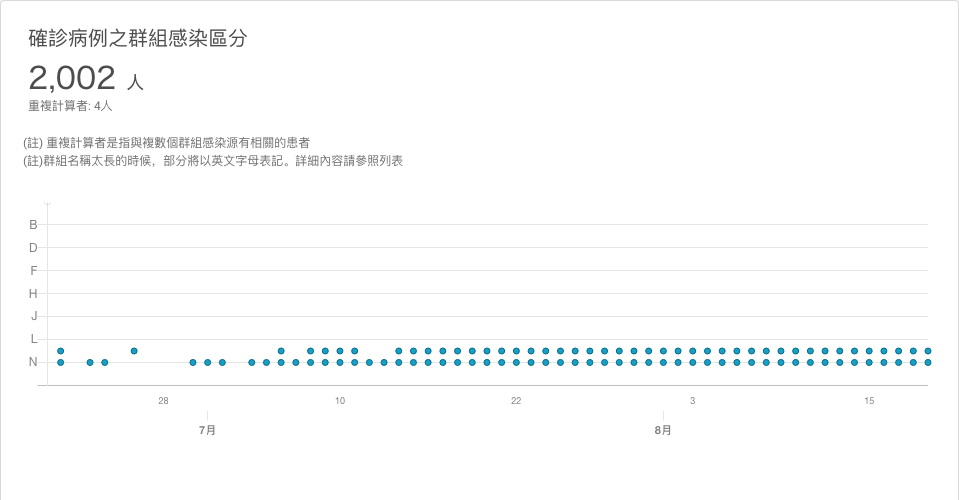 確診病例之群組感染區分
2,002 人
重複計算者: 4人
(註) 重複計算者是指與複數個群組感染源有相關的患者
(註)群組名稱太長的時候，部分將以英文字母表記。詳細內容請參照列表
B
D
F
H
J
L
N
28 10 22 3 15
7月 8月